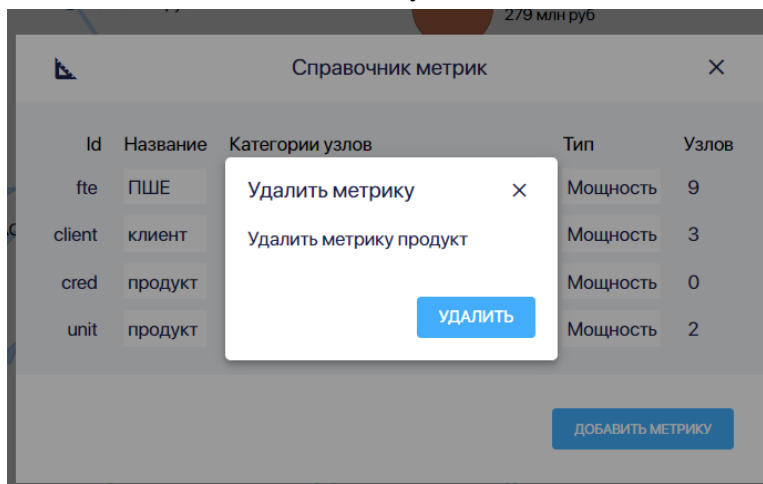 279 млн руб
Справочник метрик
Id Название Категории узлов Тип Узлов
fte ПШЕ Мощность 9
client клиент Мощность 3
cred продукт Мощность 0
unit продукт Мощность 2
Удалить метрику
Удалить метрику продукт
УДАЛИТЬ
ДОБАВИТЬ МЕТРИКУ